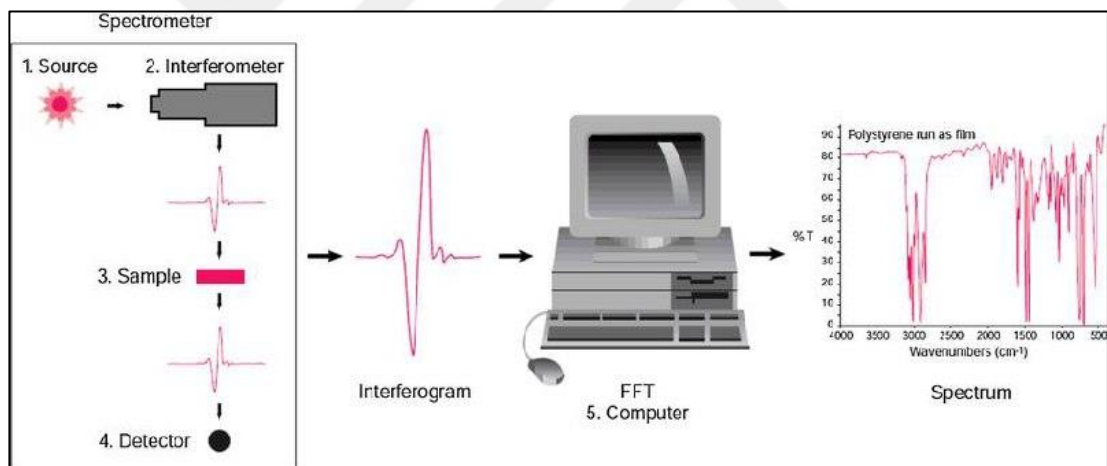 Spectrometer
1. Source
2. Interferometer
3. Sample
4. Detector
Interferogram
FFT
5. Computer
Polystyrene run as film
%T
90
80
70
60
50
40
30
20
10
0
4000 3500 3000 2500 2000 1500 1000 500
Wavenumbers (cm-1)
Spectrum